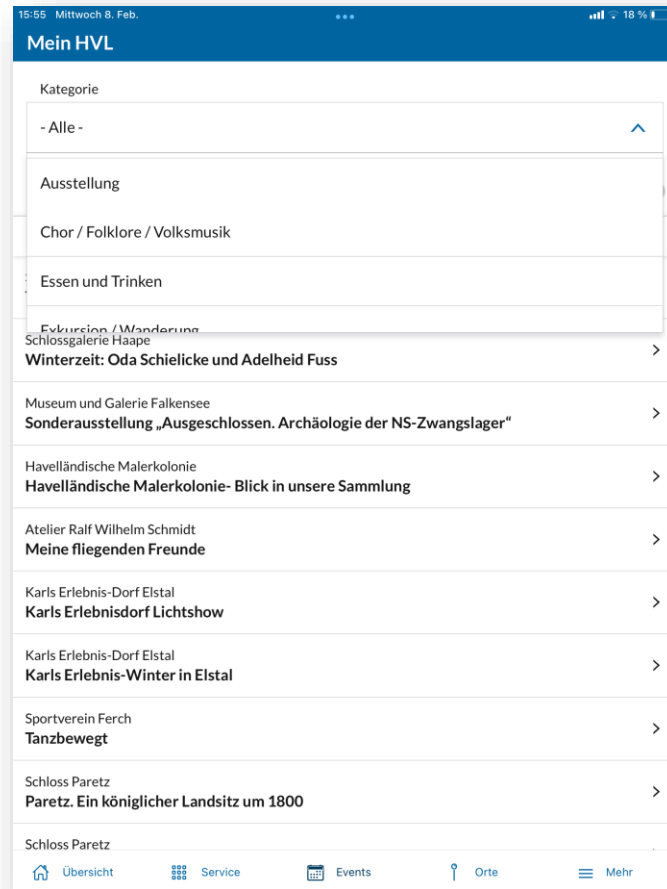 15:55 Mittwoch 8. Feb.
18 %
Mein HVL
Kategorie
- Alle -
Ausstellung
Chor / Folklore / Volksmusik
Essen und Trinken
Exkursion / Wanderung
Schlossgalerie Haape
Winterzeit: Oda Schielicke und Adelheid Fuss
Museum und Galerie Falkensee
Sonderausstellung „Ausgeschlossen. Archäologie der NS-Zwangslager“
Havelländische Malerkolonie
Havelländische Malerkolonie- Blick in unsere Sammlung
Atelier Ralf Wilhelm Schmidt
Meine fliegenden Freunde
Karls Erlebnis-Dorf Elstal
Karls Erlebnisdorf Lichtshow
Karls Erlebnis-Dorf Elstal
Karls Erlebnis-Winter in Elstal
Sportverein Ferch
Tanzbewegt
Schloss Paretz
Paretz. Ein königlicher Landsitz um 1800
Schloss Paretz
Übersicht Service Events Orte Mehr